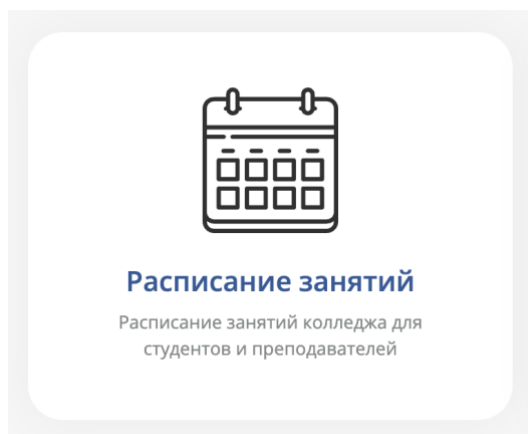 Расписание занятий
Расписание занятий колледжа для
студентов и преподавателей